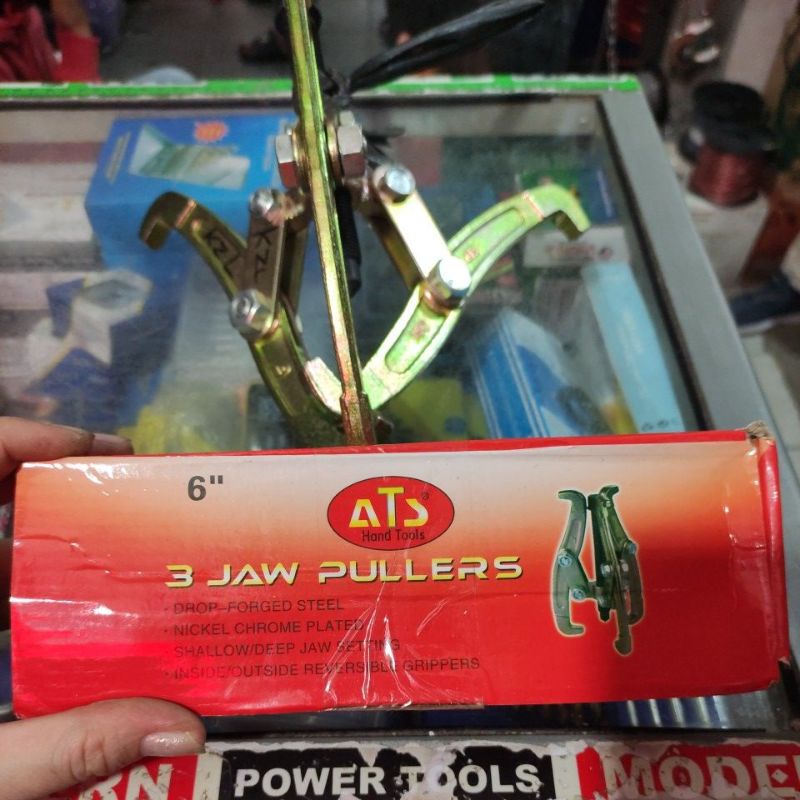 6"
ATS®
Hand Tools
3 JAW PULLERS
· DROP-FORGED STEEL
· NICKEL CHROME PLATED
· SHALLOW/DEEP JAW SETTING
· INSIDE/OUTSIDE REVERSIBLE GRIPPERS
POWER TOOLS